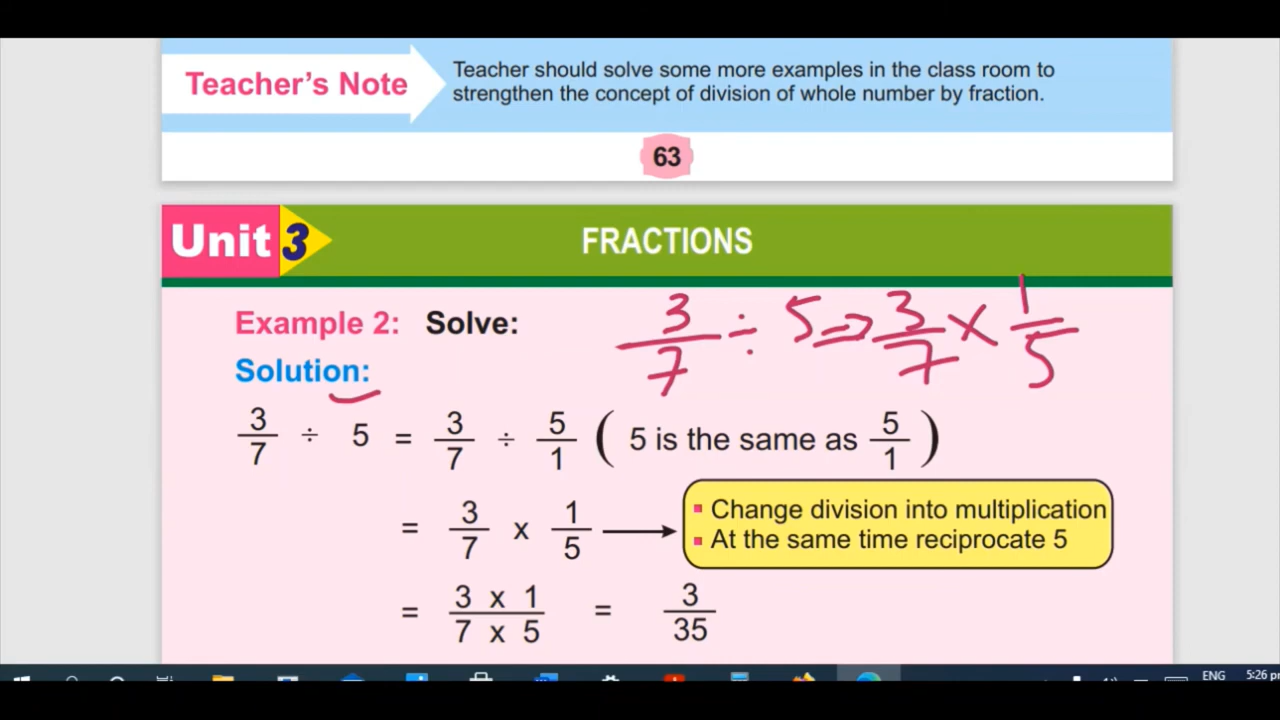 Teacher's Note
Teacher should solve some more examples in the class room to
strengthen the concept of division of whole number by fraction.
63
Unit 3
FRACTIONS
Example 2: Solve:
3/7 ÷ 5 ⇒ 3/7 × 1/5
Solution:
3/7 ÷ 5 = 3/7 ÷ 5/1 ( 5 is the same as 5/1 )
= 3/7 x 1/5
▪ Change division into multiplication
▪ At the same time reciprocate 5
= 3 x 1 / 7 x 5 = 3/35
ENG
5:26 pm